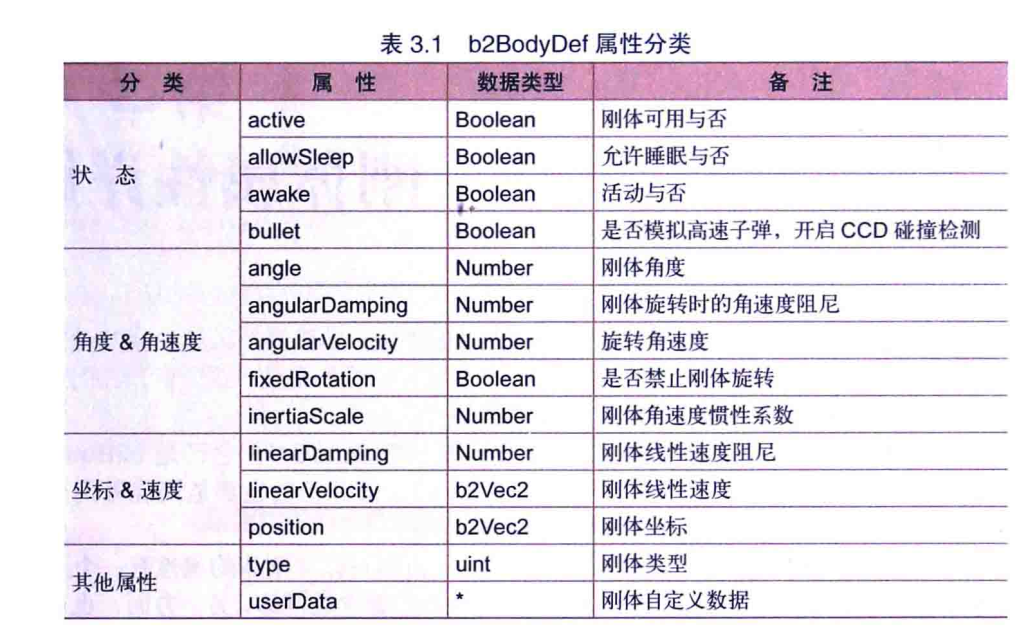 表 3.1 b2BodyDef 属性分类
分 类 属 性 数据类型 备 注
状 态
active Boolean 刚体可用与否
allowSleep Boolean 允许睡眠与否
awake Boolean 活动与否
bullet Boolean 是否模拟高速子弹，开启 CCD 碰撞检测
角度 & 角速度
angle Number 刚体角度
angularDamping Number 刚体旋转时的角速度阻尼
angularVelocity Number 旋转角速度
fixedRotation Boolean 是否禁止刚体旋转
inertiaScale Number 刚体角速度惯性系数
坐标 & 速度
linearDamping Number 刚体线性速度阻尼
linearVelocity b2Vec2 刚体线性速度
position b2Vec2 刚体坐标
其他属性
type uint 刚体类型
userData * 刚体自定义数据